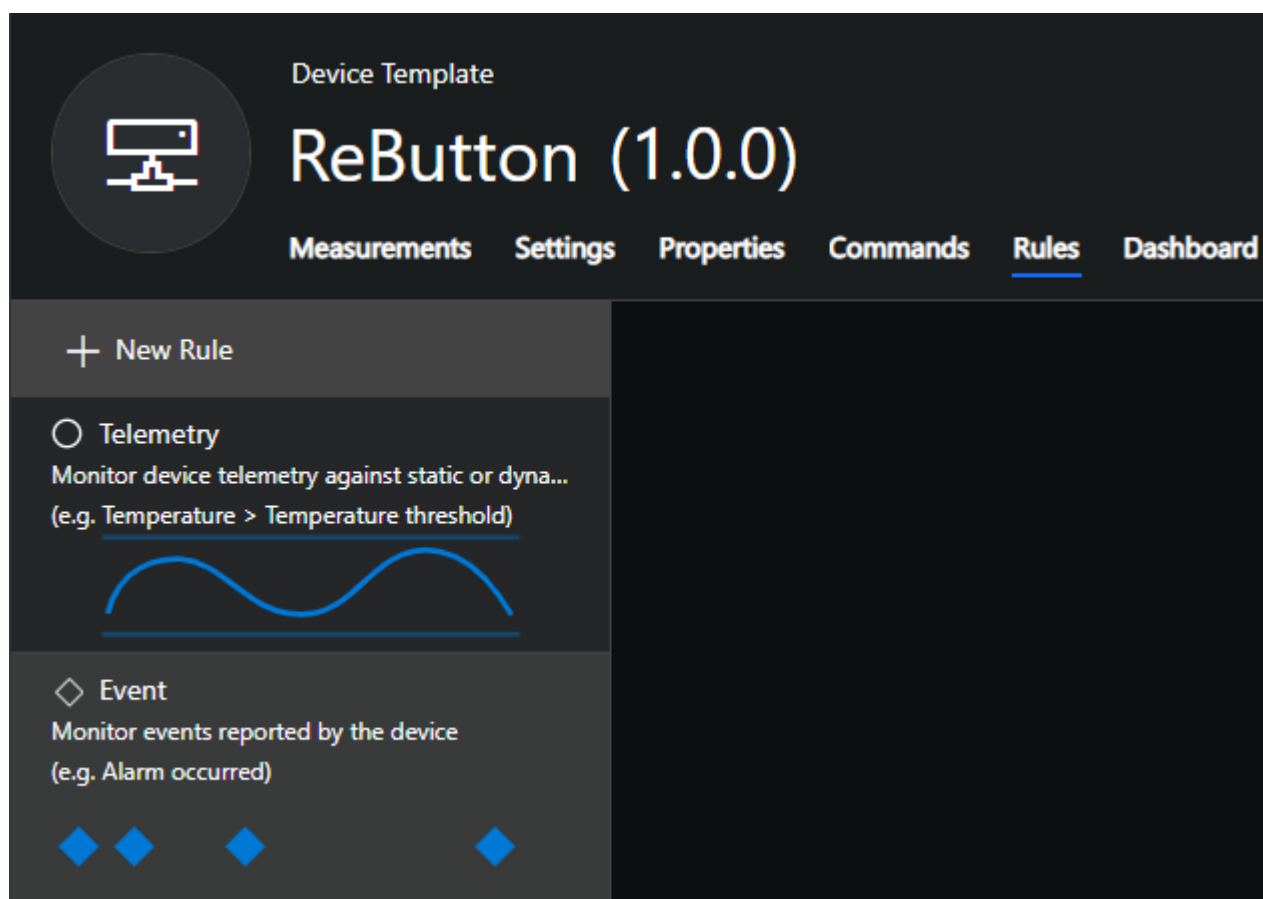 Device Template
ReButton (1.0.0)
Measurements Settings Properties Commands Rules Dashboard
New Rule
Telemetry
Monitor device telemetry against static or dyna...
(e.g. Temperature > Temperature threshold)
Event
Monitor events reported by the device
(e.g. Alarm occurred)